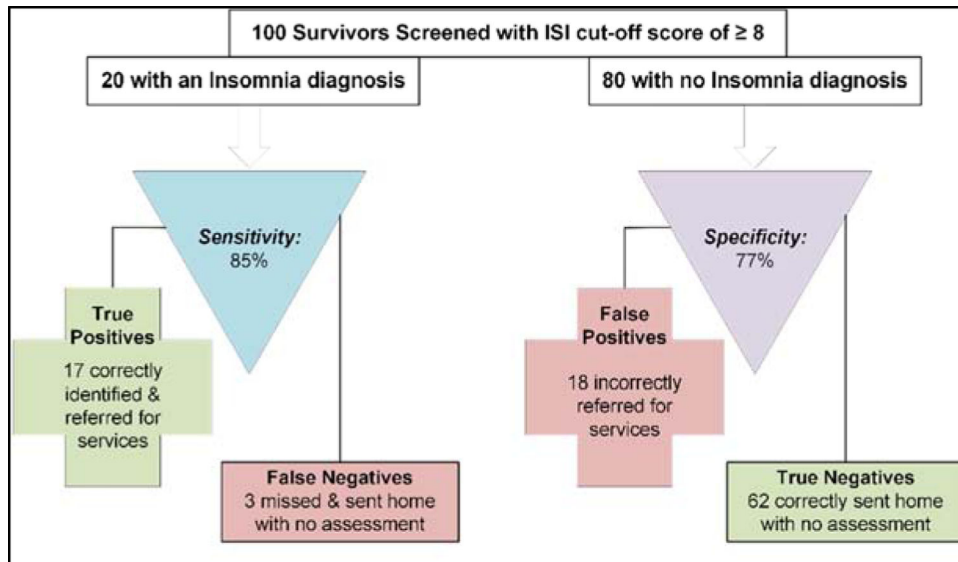 100 Survivors Screened with ISI cut-off score of ≥ 8
20 with an Insomnia diagnosis
80 with no Insomnia diagnosis
Sensitivity:
85%
Specificity:
77%
True
Positives
17 correctly
identified &
referred for
services
False Negatives
3 missed & sent home
with no assessment
False
Positives
18 incorrectly
referred for
services
True Negatives
62 correctly sent home
with no assessment